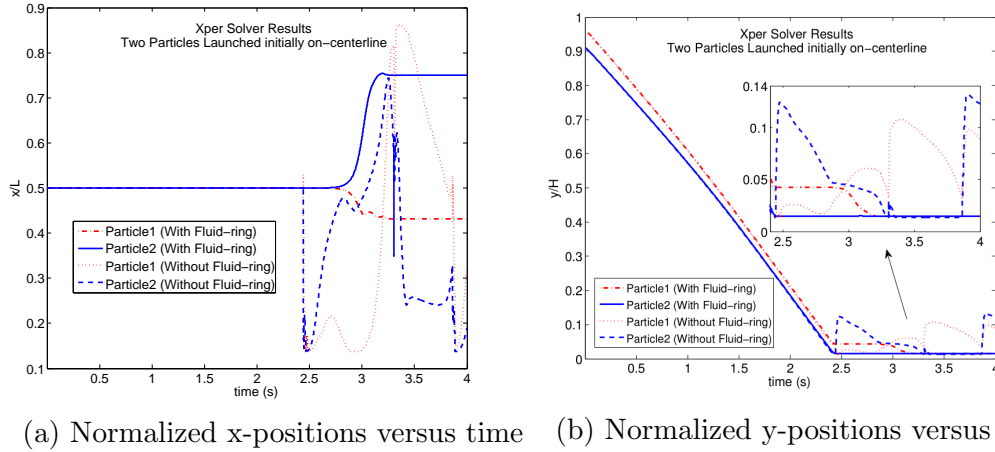 Xper Solver Results
Two Particles Launched initially on-centerline
0.9
0.8
0.7
0.6
0.5
0.4
0.3
0.2
0.1
x/L
Particle1 (With Fluid-ring)
Particle2 (With Fluid-ring)
Particle1 (Without Fluid-ring)
Particle2 (Without Fluid-ring)
0.5 1 1.5 2 2.5 3 3.5 4
time (s)
(a) Normalized x-positions versus time
Xper Solver Results
Two Particles Launched initially on-centerline
1
0.9
0.8
0.7
0.6
0.5
0.4
0.3
0.2
0.1
0
y/H
0.14
0.1
0.05
0
2.5 3 3.5 4
Particle1 (With Fluid-ring)
Particle2 (With Fluid-ring)
Particle1 (Without Fluid-ring)
Particle2 (Without Fluid-ring)
0.5 1 1.5 2 2.5 3 3.5 4
time (s)
(b) Normalized y-positions versus